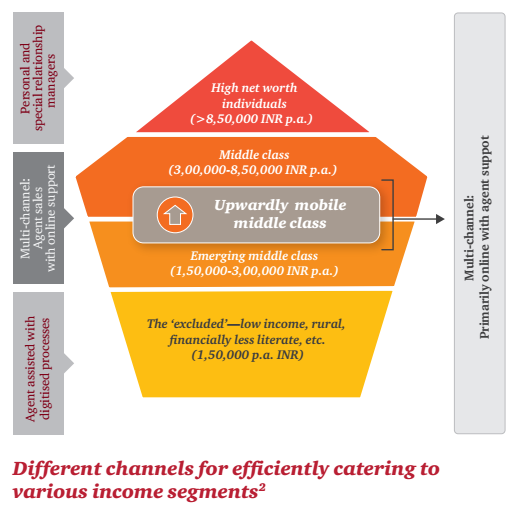 Personal and
special relationship
managers
High net worth
individuals
(>8,50,000 INR p.a.)
Multi-channel:
Agent sales
with online support
Middle class
(3,00,000-8,50,000 INR p.a.)
Upwardly mobile
middle class
Emerging middle class
(1,50,000-3,00,000 INR p.a.)
Agent assisted with
digitised processes
The ‘excluded’—low income, rural,
financially less literate, etc.
(1,50,000 p.a. INR)
Multi-channel:
Primarily online with agent suppot
Different channels for efficiently catering to
various income segments²